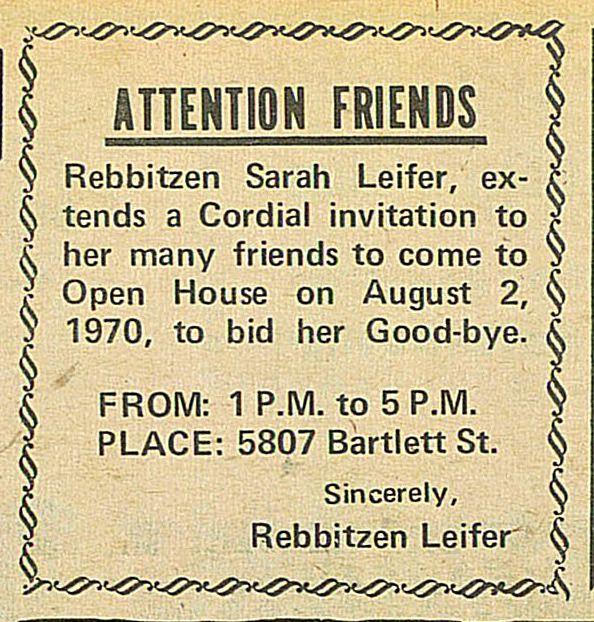 ATTENTION FRIENDS
Rebbitzen Sarah Leifer, ex-
tends a Cordial invitation to
her many friends to come to
Open House on August 2,
1970, to bid her Good-bye.
FROM: 1 P.M. to 5 P.M.
PLACE: 5807 Bartlett St.
Sincerely,
Rebbitzen Leifer